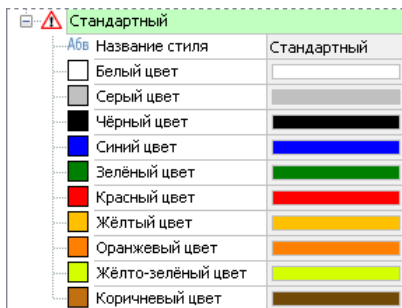 Стандартный
Абв Название стиля Стандартный
Белый цвет
Серый цвет
Чёрный цвет
Синий цвет
Зелёный цвет
Красный цвет
Жёлтый цвет
Оранжевый цвет
Жёлто-зелёный цвет
Коричневый цвет